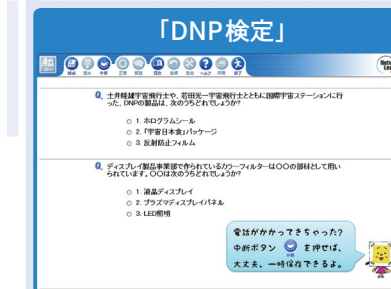 「DNP検定」
Q. 土井隆雄宇宙飛行士や、若田光一宇宙飛行士とともに国際宇宙ステーションに行
った、DNPの製品は、次のうちどれでしょうか?
1. ホログラムシール
2. 「宇宙日本食」パッケージ
3. 反射防止フィルム
Q. ディスプレイ製品事業部で作られているカラーフィルターは〇〇の部材として用い
られています。〇〇は次のうちどれでしょうか?
1. 液晶ディスプレイ
2. プラズマディスプレイパネル
3. LED照明
電話がかかってきちゃった?
中断ボタン 中断 を押せば、
大丈夫、一時保存できるよ。